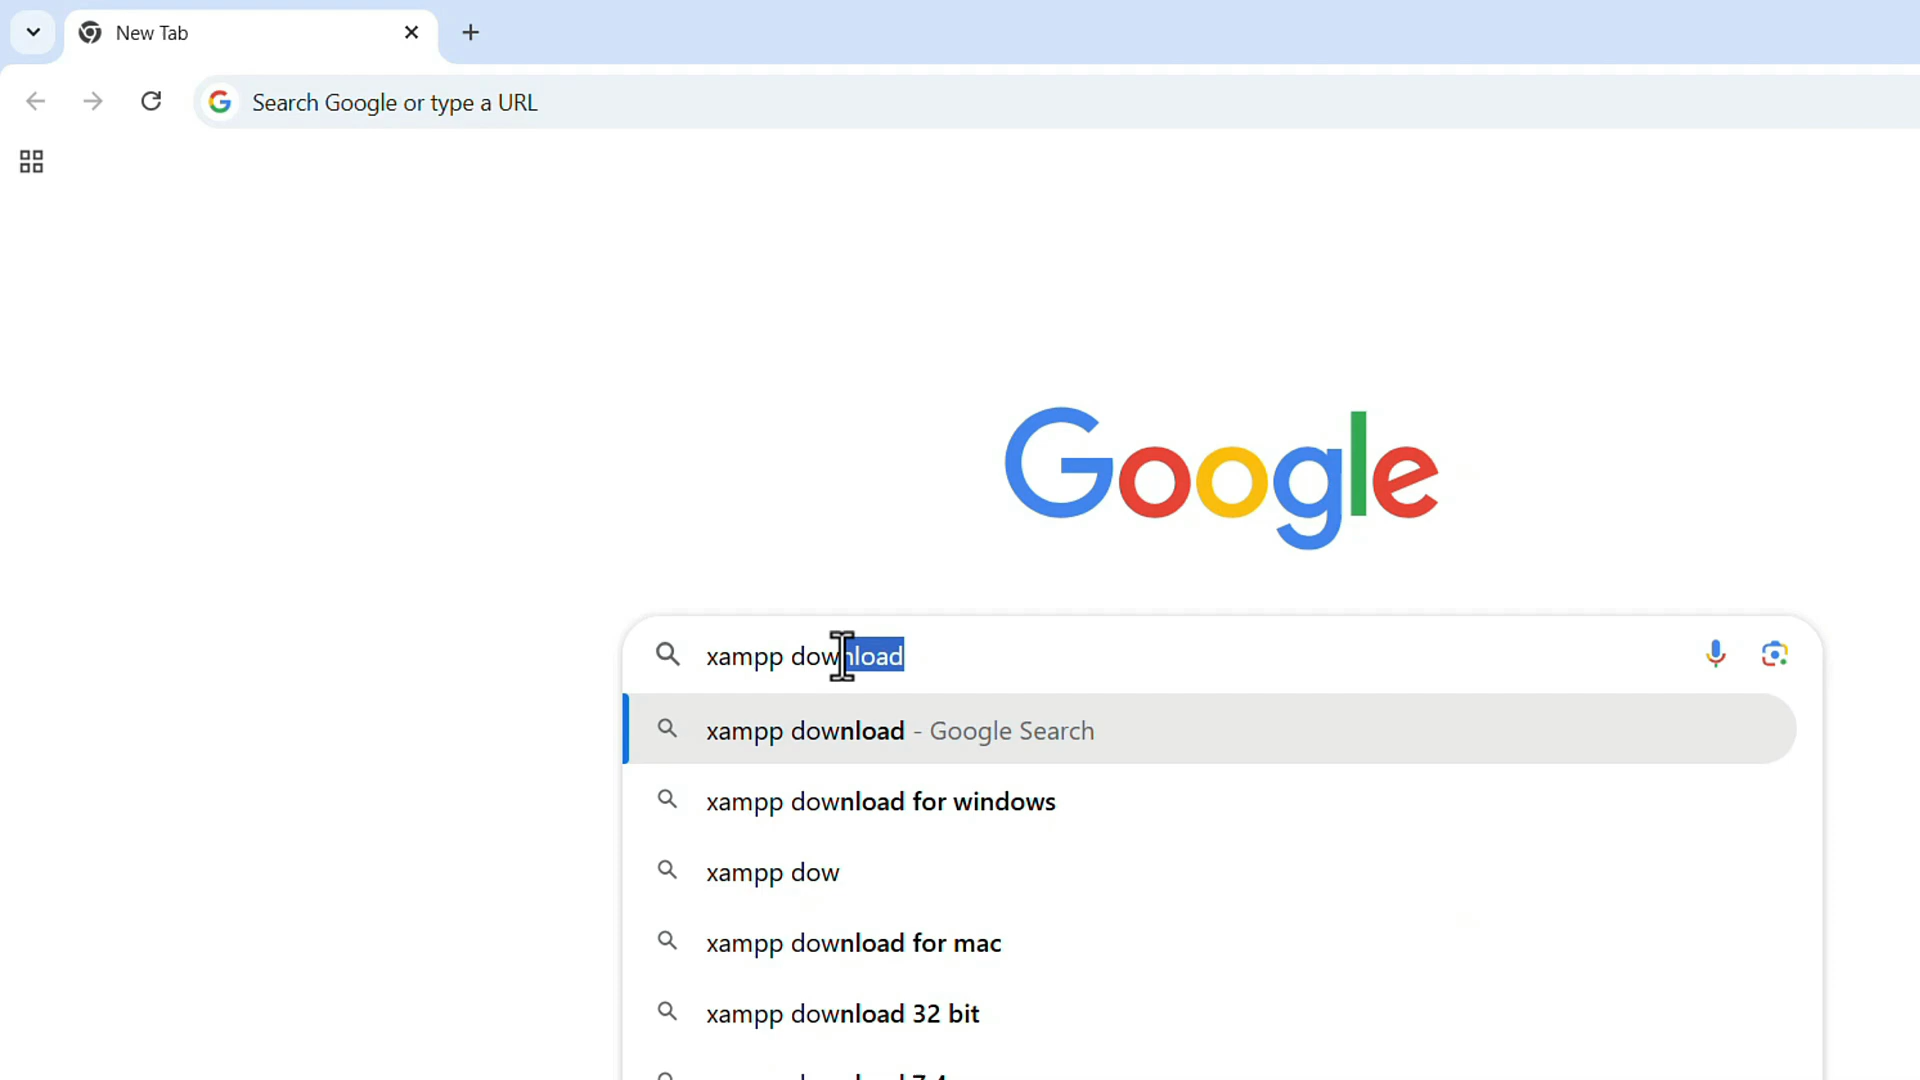 New Tab
Search Google or type a URL
Google
xampp download
xampp download - Google Search
xampp download for windows
xampp dow
xampp download for mac
xampp download 32 bit